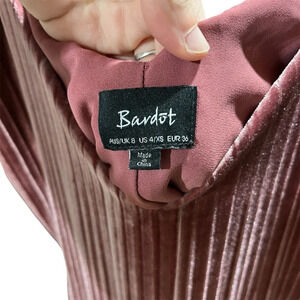 Bardot
AUS/UK 8 US 4/XS EUR 36
Made
in
China